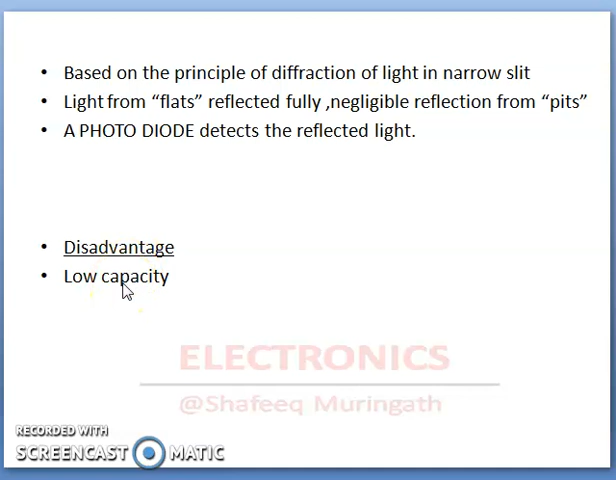 • Based on the principle of diffraction of light in narrow slit
• Light from “flats” reflected fully ,negligible reflection from “pits”
• A PHOTO DIODE detects the reflected light.
• Disadvantage
• Low capacity
ELECTRONICS
@Shafeeq Muringath
RECORDED WITH
SCREENCAST MATIC